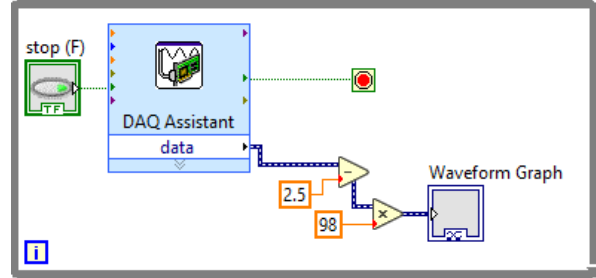 stop (F)
TF
DAQ Assistant
data
2.5
98
Waveform Graph
i